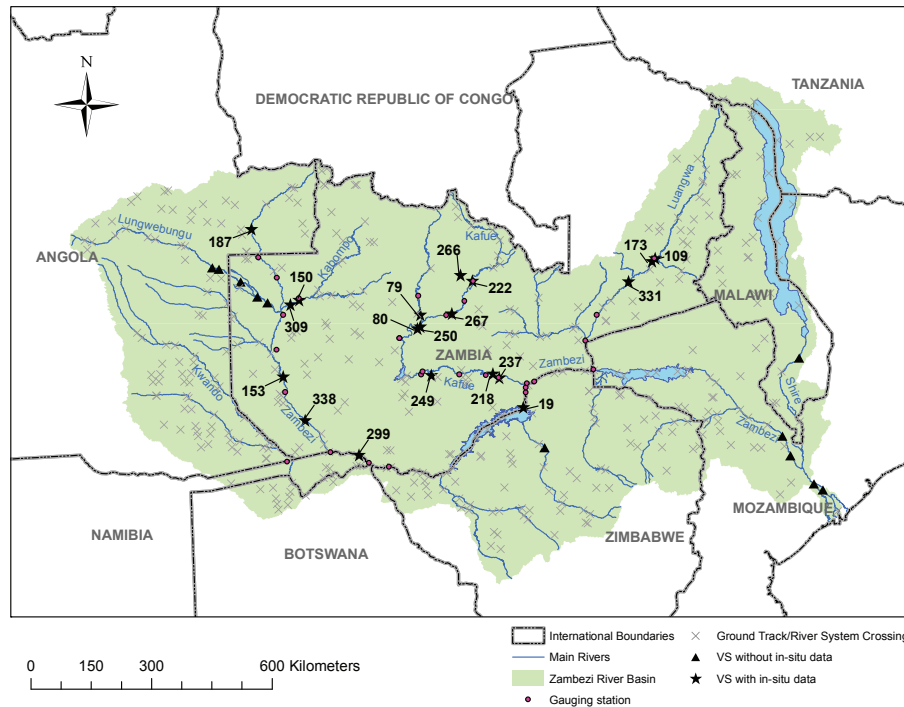 N
TANZANIA
DEMOCRATIC REPUBLIC OF CONGO
Luangwa
Lungwebungu
187
Kafue
ANGOLA
Kabompo
266
173
109
150
222
331
MALAWI
79
309
267
80
250
ZAMBIA
237
Zambezi
Kwando
153
249
Kafue
218
Shire
338
19
Zambezi
299
Zambezi
MOZAMBIQUE
NAMIBIA
ZIMBABWE
BOTSWANA
International Boundaries
Ground Track/River System Crossing
Main Rivers
VS without in-situ data
Zambezi River Basin
VS with in-situ data
Gauging station
0 150 300 600 Kilometers